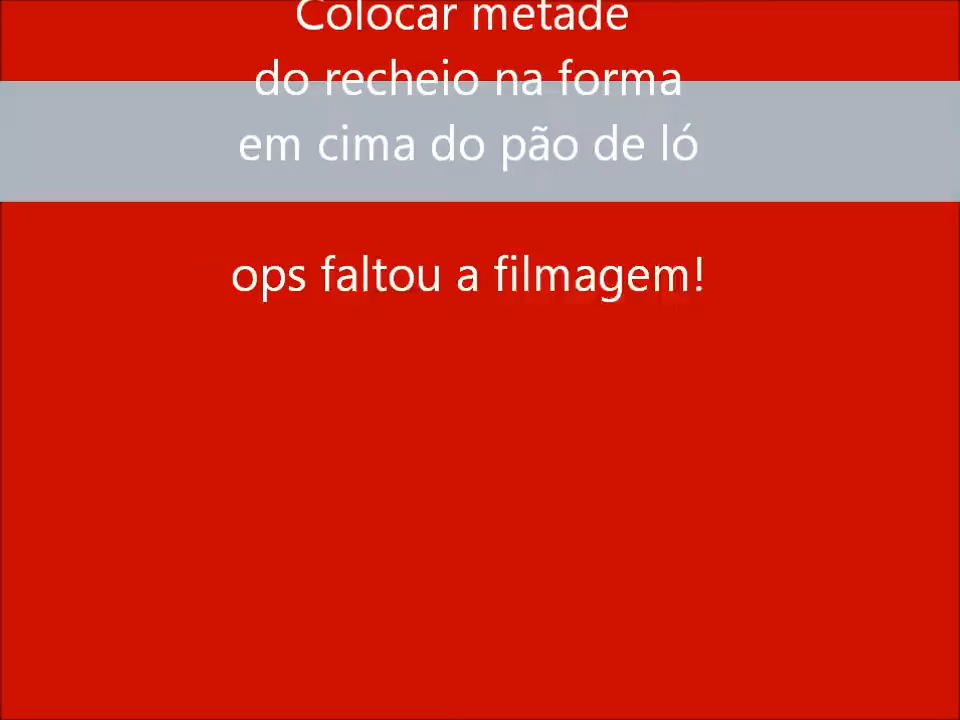 Colocar metade
do recheio na forma
em cima do pão de ló
ops faltou a filmagem!